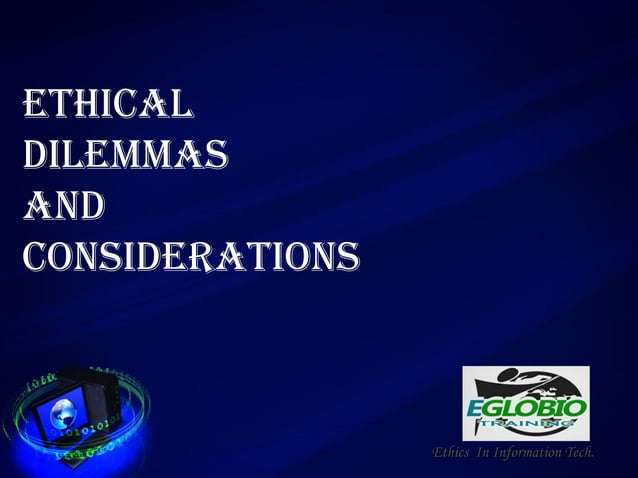 ETHICAL
DILEMMAS
AND
CONSIDERATIONS
EGLOBIO
TRAINING
Ethics In Information Tech.